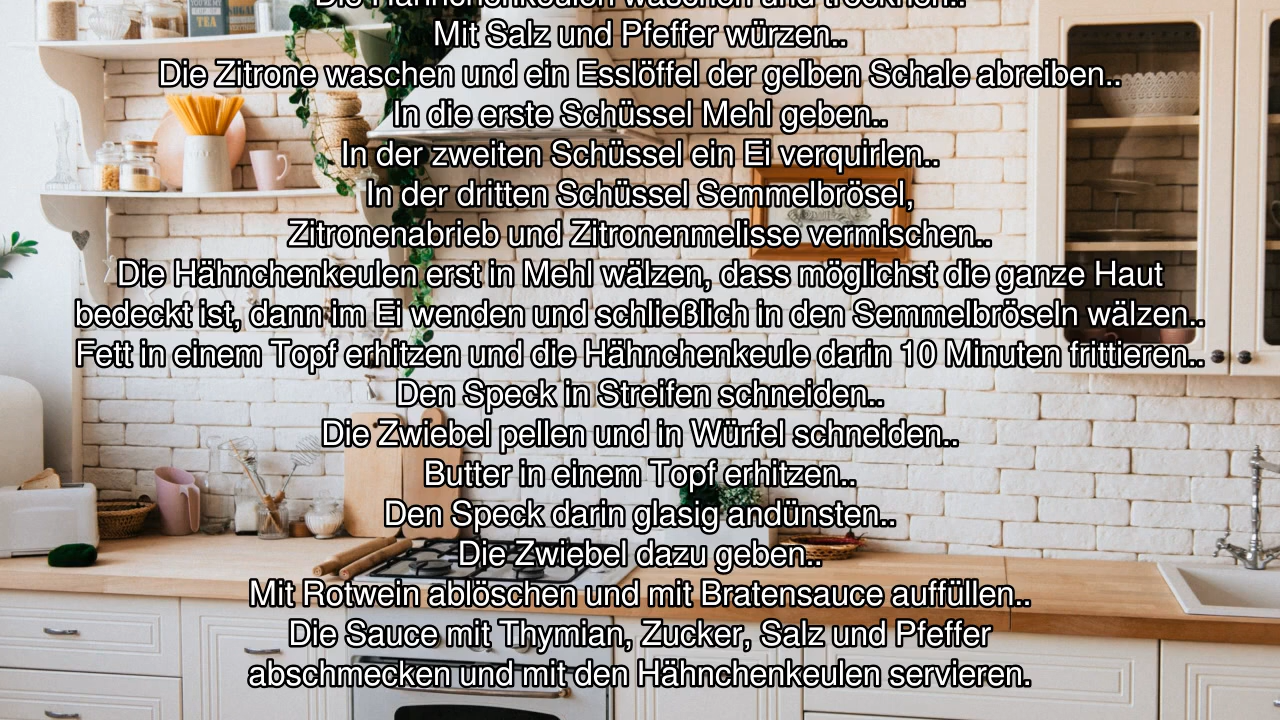 Die Hähnchenkeulen waschen und trocknen..
Mit Salz und Pfeffer würzen..
Die Zitrone waschen und ein Esslöffel der gelben Schale abreiben..
In die erste Schüssel Mehl geben..
In der zweiten Schüssel ein Ei verquirlen..
In der dritten Schüssel Semmelbrösel,
Zitronenabrieb und Zitronenmelisse vermischen..
Die Hähnchenkeulen erst in Mehl wälzen, dass möglichst die ganze Haut
bedeckt ist, dann im Ei wenden und schließlich in den Semmelbröseln wälzen..
Fett in einem Topf erhitzen und die Hähnchenkeule darin 10 Minuten frittieren..
Den Speck in Streifen schneiden..
Die Zwiebel pellen und in Würfel schneiden..
Butter in einem Topf erhitzen..
Den Speck darin glasig andünsten..
Die Zwiebel dazu geben..
Mit Rotwein ablöschen und mit Bratensauce auffüllen..
Die Sauce mit Thymian, Zucker, Salz und Pfeffer
abschmecken und mit den Hähnchenkeulen servieren.